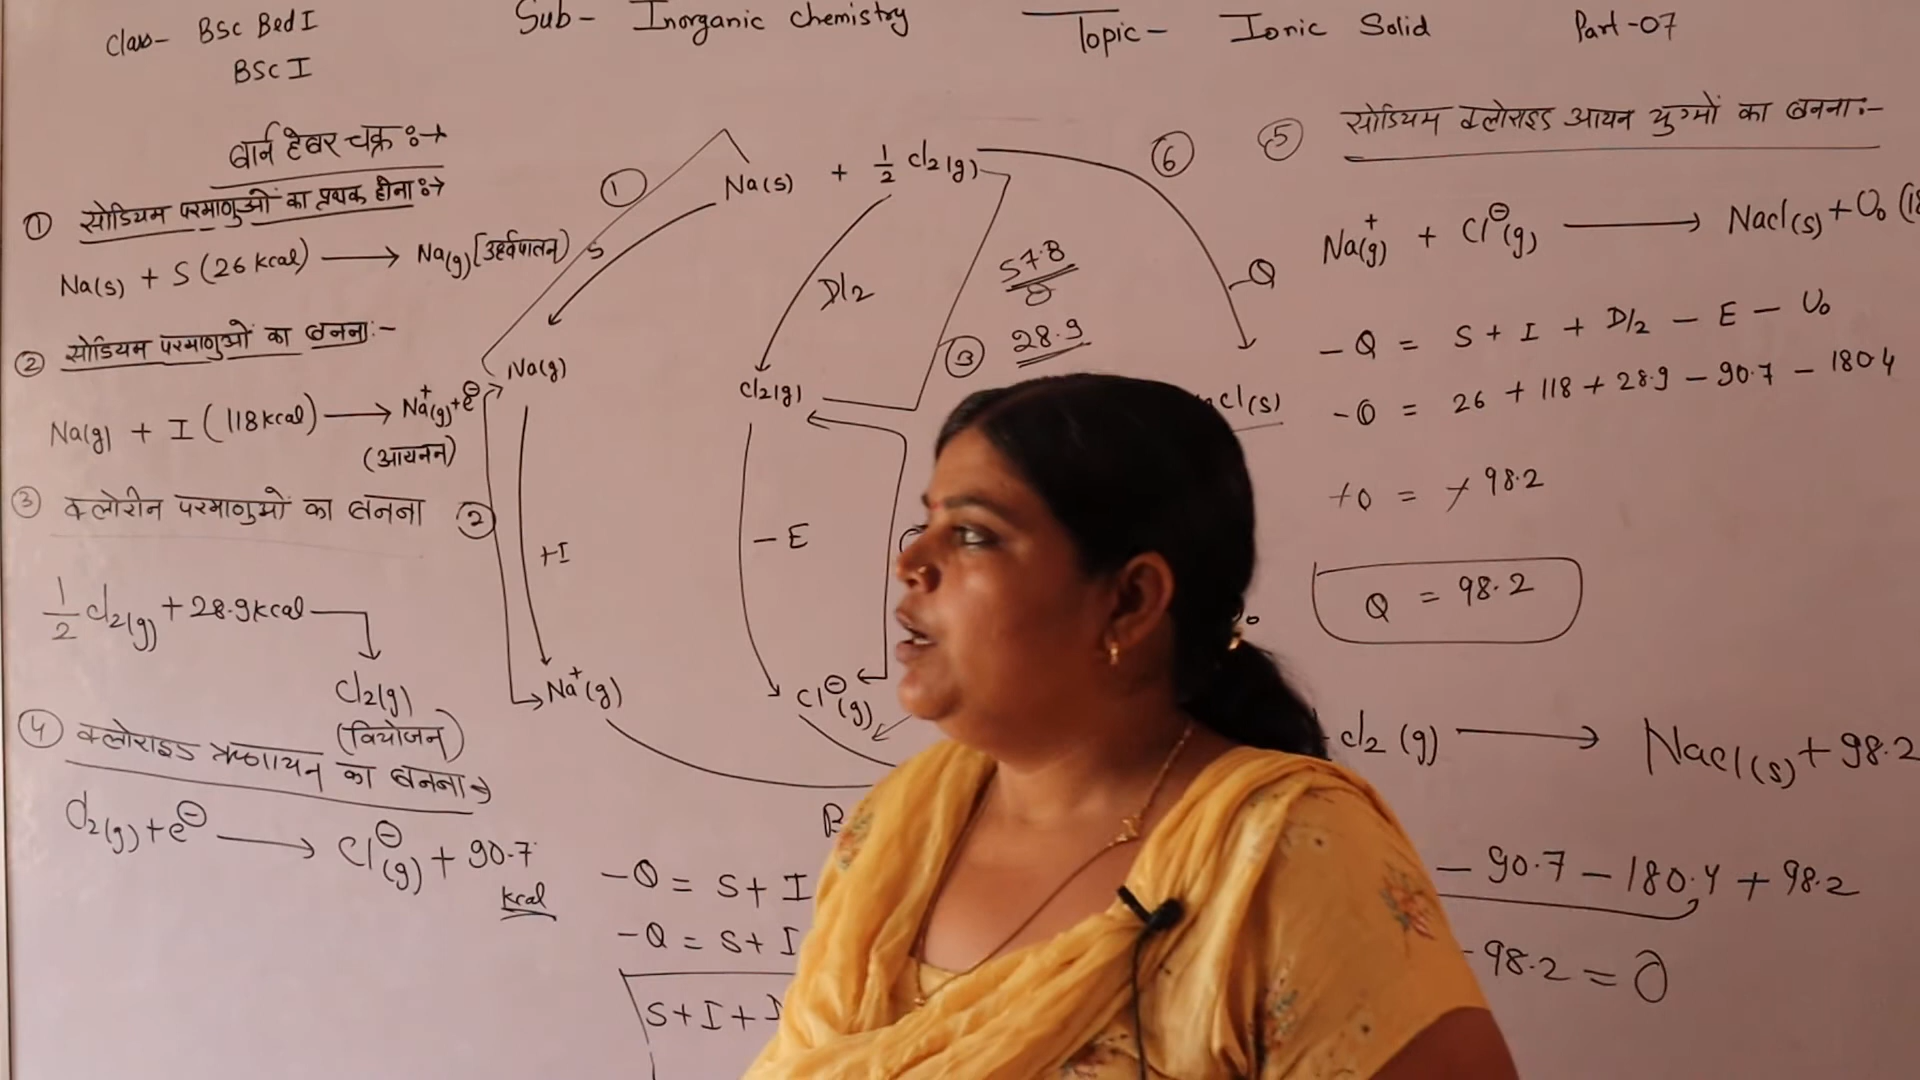 Class- BSc Bed I
BSc I
Sub- Inorganic Chemistry
Topic- Ionic Solid
Part-07
बार्न हेबर चक्र :→
① सोडियम परमाणुओं का प्रथक होना :→
Na(s) + S (26 kcal) → Na(g) [उर्ध्वपातन]
② सोडियम परमाणुओ का बनना :-
Na(g) + I (118 kcal) → Na⁺(g) + e⊖
(आयनन)
③ क्लोरीन परमाणुओं का बनना
1/2 Cl2(g) + 28.9 kcal
Cl2(g)
(वियोजन)
④ क्लोराइड ऋणायन का बनना →
Cl2(g) + e⊖ → Cl⊖(g) + 90.7
kcal
① Na(s) + 1/2 Cl2(g) ⑥
S
D/2
57.8
28.9
-Q
Na(g)
Cl2(g)
③
Cl(s)
②
+I
- E
Na⁺(g)
Cl⊖(g)
-Q = S + I
-Q = S + I
S + I +
⑤ सोडियम क्लोराइड आयन युग्मों का बनना :-
Na⁺(g) + Cl⊖(g) → NaCl(s) + U₀
-Q = S + I + D/2 - E - U₀
-Q = 26 + 118 + 28.9 - 90.7 - 180.4
+Q = + 98.2
Q = 98.2
Cl2 (g) → NaCl(s) + 98.2
- 90.7 - 180.4 + 98.2
- 98.2 = 0